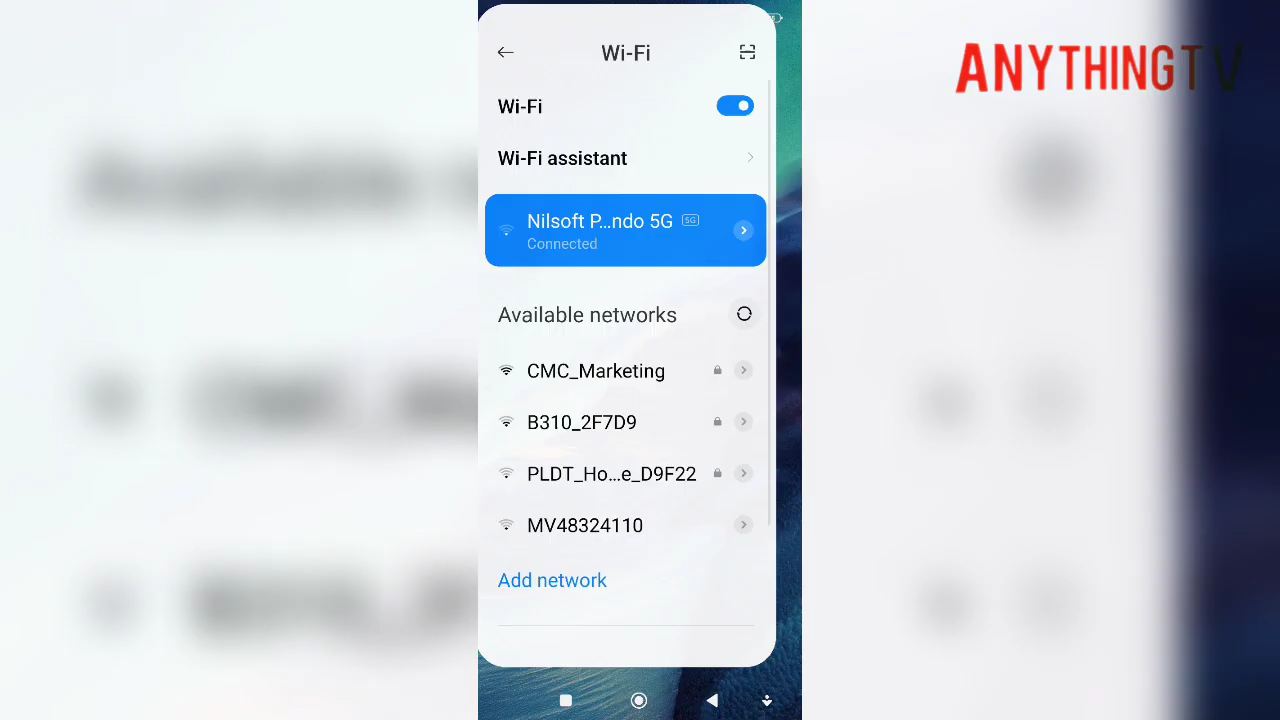 ANYTHINGTV
Wi-Fi
Wi-Fi
Wi-Fi assistant
Nilsoft P...ndo 5G 5G
Connected
Available networks
CMC_Marketing
B310_2F7D9
PLDT_Ho...e_D9F22
MV48324110
Add network